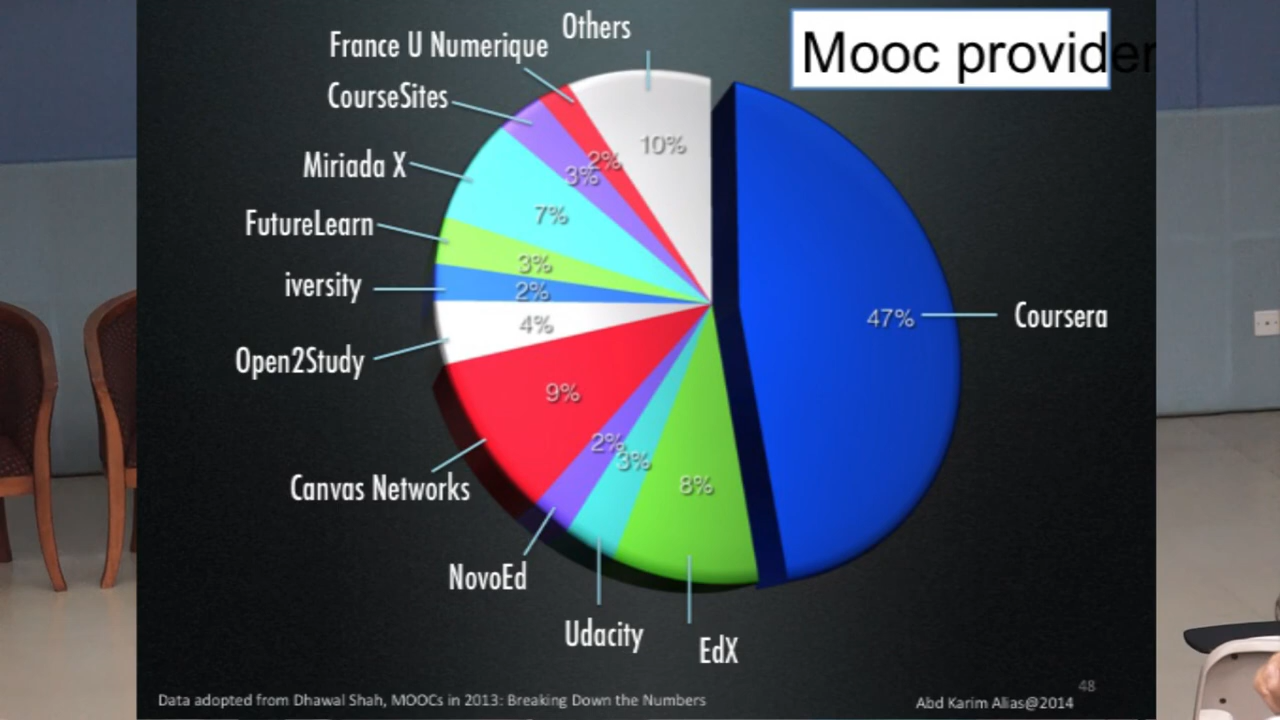 Mooc provider
Others
France U Numerique
CourseSites
Miriada X
FutureLearn
iversity
Open2Study
Canvas Networks
NovoEd
Udacity
EdX
Coursera
10%
2%
3%
7%
3%
2%
4%
9%
2%
3%
8%
47%
48
Data adopted from Dhawal Shah, MOOCs in 2013: Breaking Down the Numbers
Abd Karim Alias@2014